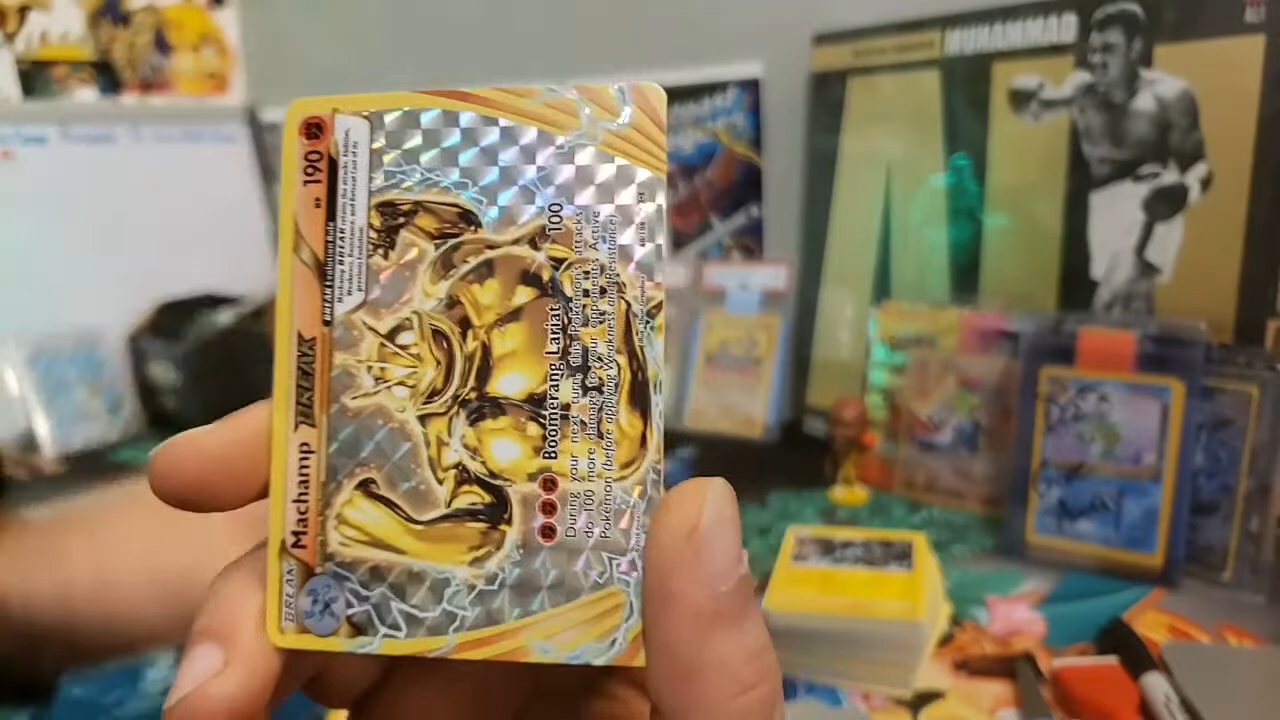 BREAK
Machamp BREAK HP 190
BREAK Evolution Rule
Machamp BREAK retains the attacks, Abilities,
Weakness, Resistance, and Retreat Cost of its
previous Evolution.
Boomerang Lariat 100
During your next turn, this Pokémon's attacks
do 100 more damage to your opponent's Active
Pokémon (before applying Weakness and Resistance)
MUHAMMAD